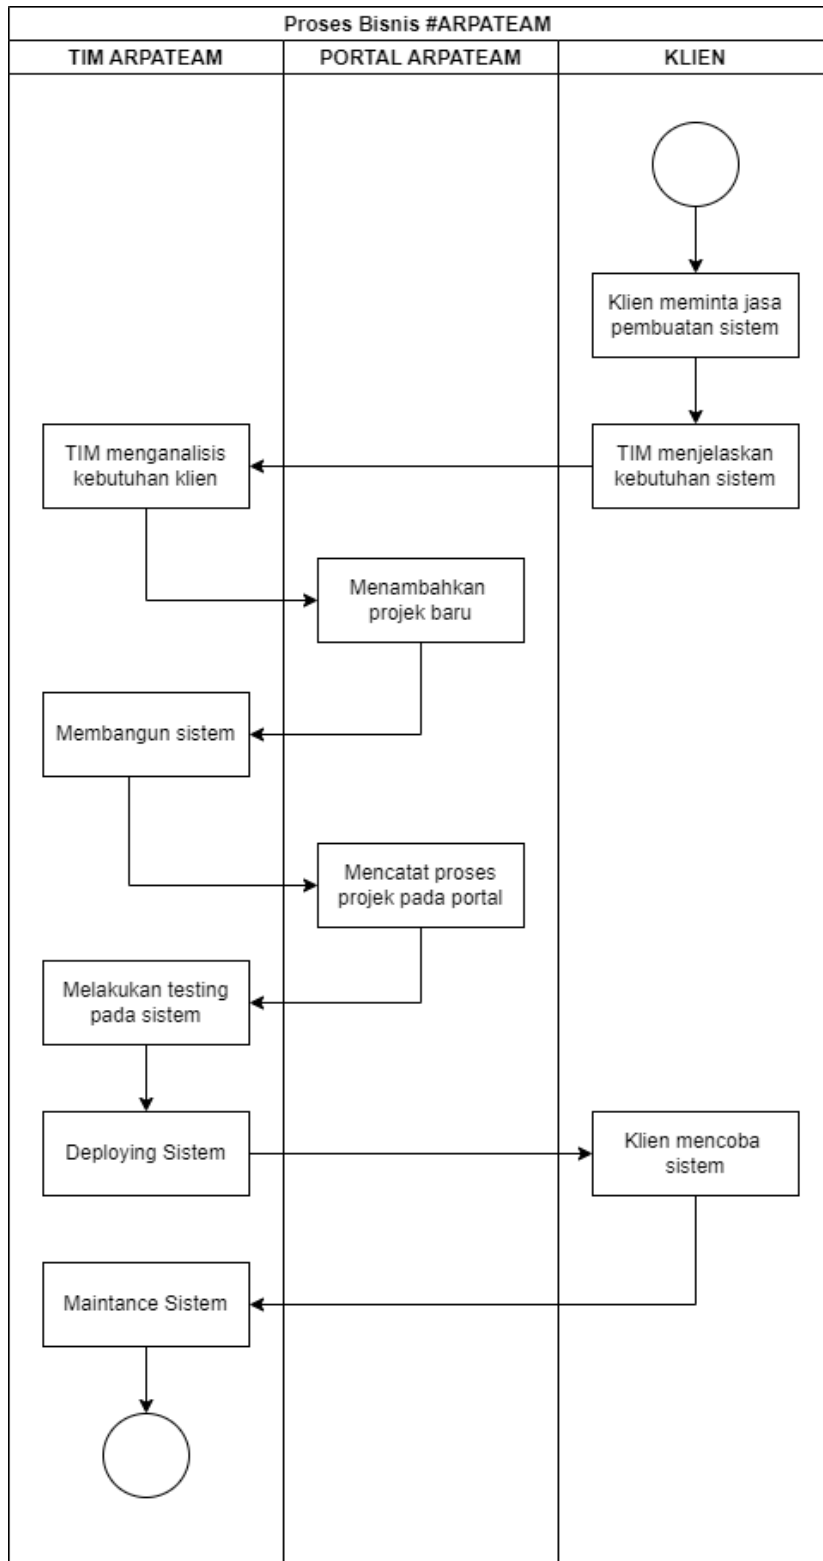 Proses Bisnis #ARPATEAM
TIM ARPATEAM
PORTAL ARPATEAM
KLIEN
Klien meminta jasa
pembuatan sistem
TIM menjelaskan
kebutuhan sistem
TIM menganalisis
kebutuhan klien
Menambahkan
projek baru
Membangun sistem
Mencatat proses
projek pada portal
Melakukan testing
pada sistem
Deploying Sistem
Klien mencoba
sistem
Maintance Sistem